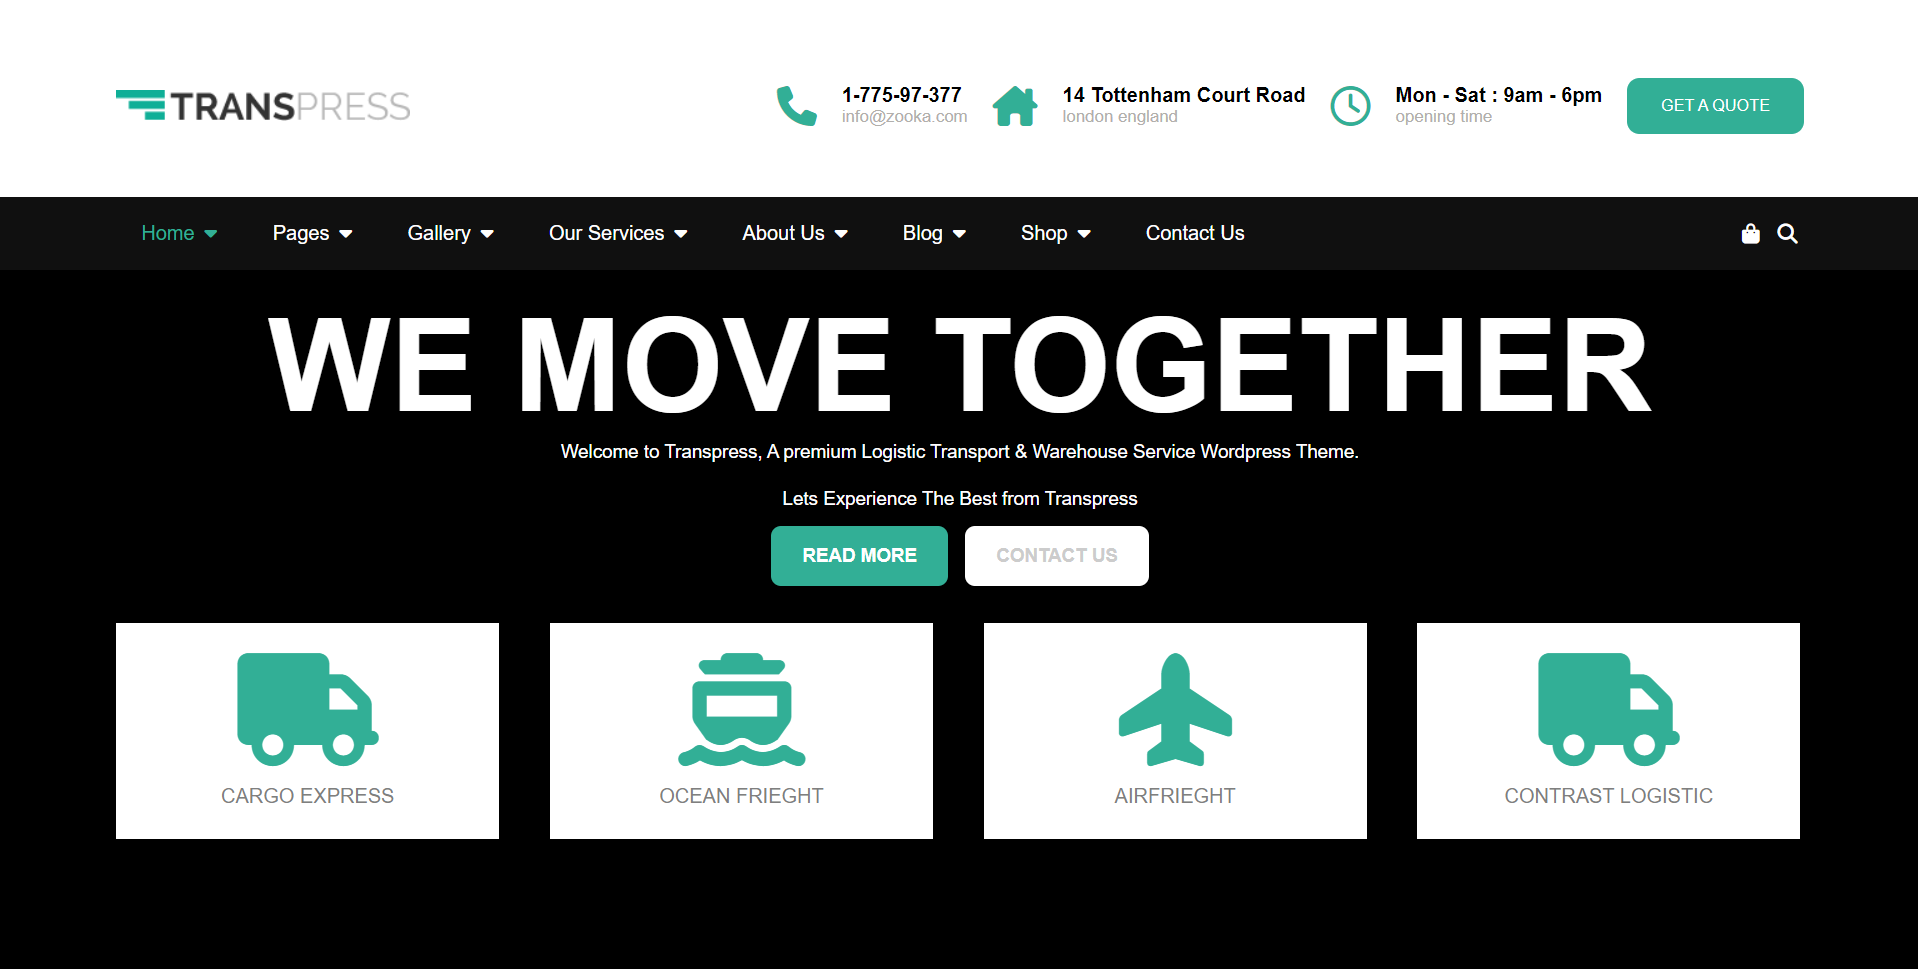 TRANSPRESS
1-775-97-377
info@zooka.com
14 Tottenham Court Road
london england
Mon - Sat : 9am - 6pm
opening time
GET A QUOTE
Home Pages Gallery Our Services About Us Blog Shop Contact Us
WE MOVE TOGETHER
Welcome to Transpress, A premium Logistic Transport & Warehouse Service Wordpress Theme.
Lets Experience The Best from Transpress
READ MORE CONTACT US
CARGO EXPRESS
OCEAN FRIEGHT
AIRFRIEGHT
CONTRAST LOGISTIC